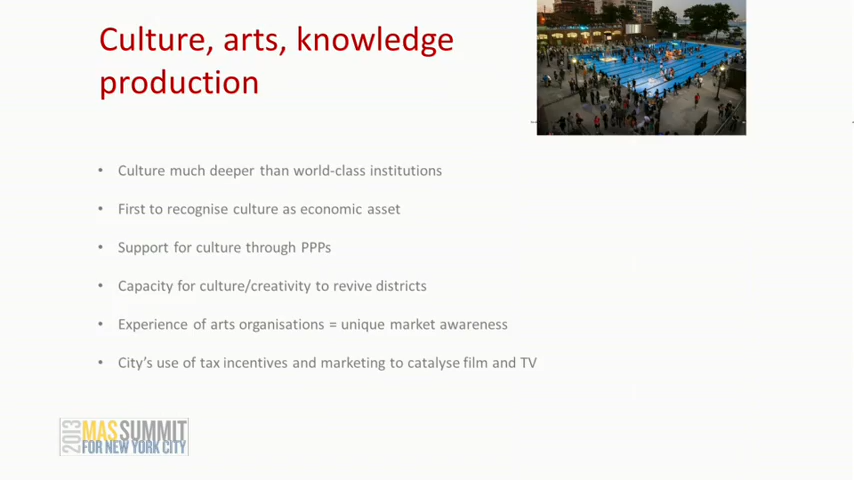 Culture, arts, knowledge
production
• Culture much deeper than world-class institutions
• First to recognise culture as economic asset
• Support for culture through PPPs
• Capacity for culture/creativity to revive districts
• Experience of arts organisations = unique market awareness
• City's use of tax incentives and marketing to catalyse film and TV
2013 MAS SUMMIT
FOR NEW YORK CITY